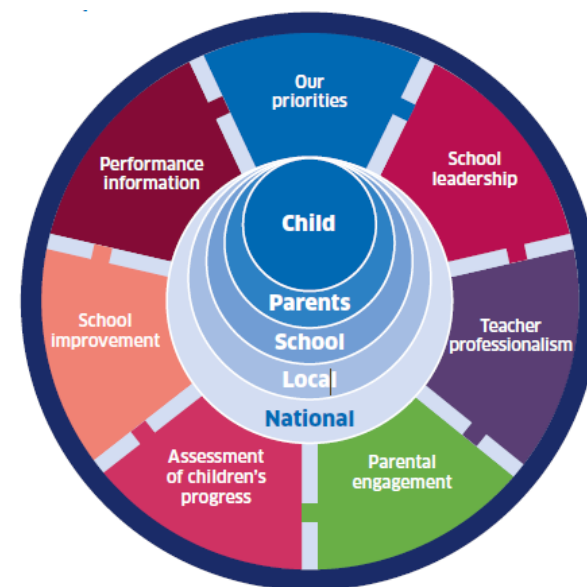 Our
priorities
School
leadership
Teacher
professionalism
Parental
engagement
Assessment
of children's
progress
School
improvement
Performance
information
Child
Parents
School
Local
National